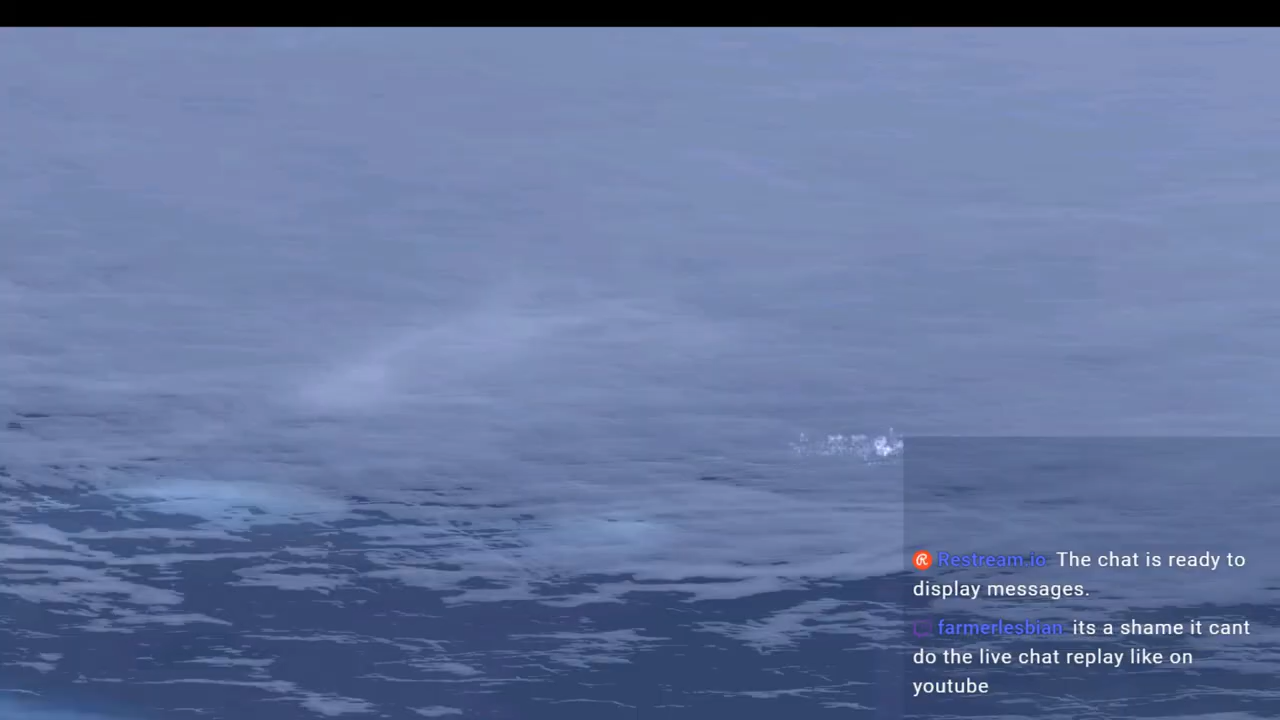 Restream.io: The chat is ready to
display messages.
farmerlesbian: its a shame it cant
do the live chat replay like on
youtube